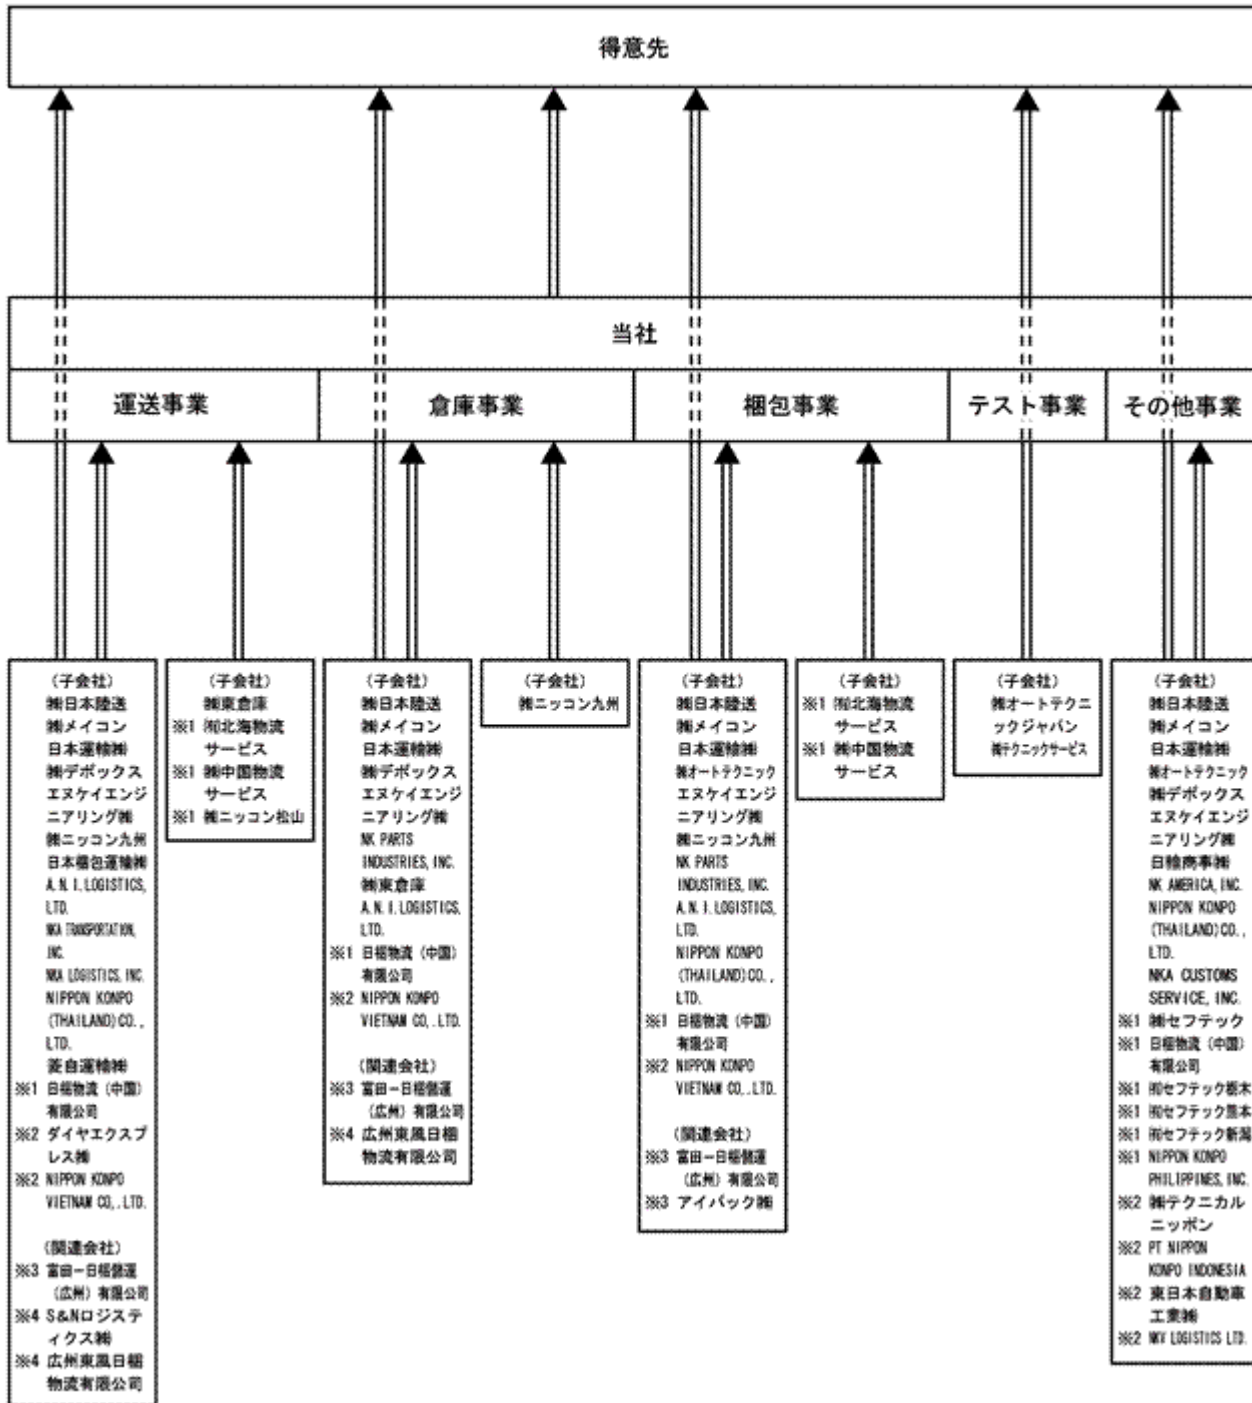 得意先
当社
運送事業
倉庫事業
梱包事業
テスト事業
その他事業
(子会社)
㈱日本陸送
㈱メイコン
日本運輸㈱
㈱デポックス
エヌケイエンジ
ニアリング㈱
㈱ニッコン九州
日本梱包運輸㈱
A.N.I.LOGISTICS,
LTD.
NKA TRANSPORTATION,
INC.
NKA LOGISTICS, INC.
NIPPON KONPO
(THAILAND)CO.,
LTD.
菱自運輸㈱
※1 日梱物流（中国）
有限公司
※2 ダイヤエクスプ
レス㈱
※2 NIPPON KONPO
VIETNAM CO,.LTD.
(関連会社)
※3 富田－日梱儲運
（広州）有限公司
※4 S&Nロジステ
ィクス㈱
※4 広州東風日梱
物流有限公司
(子会社)
㈱東倉庫
※1 ㈲北海物流
サービス
※1 ㈱中国物流
サービス
※1 ㈱ニッコン松山
(子会社)
㈱日本陸送
㈱メイコン
日本運輸㈱
㈱デポックス
エヌケイエンジ
ニアリング㈱
NK PARTS
INDUSTRIES, INC.
㈱東倉庫
A.N.I.LOGISTICS,
LTD.
※1 日梱物流（中国）
有限公司
※2 NIPPON KONPO
VIETNAM CO,.LTD.
(関連会社)
※3 富田－日梱儲運
（広州）有限公司
※4 広州東風日梱
物流有限公司
(子会社)
㈱ニッコン九州
(子会社)
㈱日本陸送
㈱メイコン
日本運輸㈱
㈱オートテクニック
エヌケイエンジ
ニアリング㈱
㈱ニッコン九州
NK PARTS
INDUSTRIES, INC.
A.N.I.LOGISTICS,
LTD.
NIPPON KONPO
(THAILAND)CO.,
LTD.
※1 日梱物流（中国）
有限公司
※2 NIPPON KONPO
VIETNAM CO,.LTD.
(関連会社)
※3 富田－日梱儲運
（広州）有限公司
※3 アイパック㈱
(子会社)
※1 ㈲北海物流
サービス
※1 ㈱中国物流
サービス
(子会社)
㈱オートテクニ
ックジャパン
㈱テクニックサービス
(子会社)
㈱日本陸送
㈱メイコン
日本運輸㈱
㈱オートテクニック
㈱デポックス
エヌケイエンジ
ニアリング㈱
日輸商事㈱
NK AMERICA, INC.
NIPPON KONPO
(THAILAND)CO.,
LTD.
NKA CUSTOMS
SERVICE, INC.
※1 ㈱セフテック
※1 日梱物流（中国）
有限公司
※1 ㈲セフテック栃木
※1 ㈲セフテック熊本
※1 ㈲セフテック新潟
※1 NIPPON KONPO
PHILIPPINES, INC.
※2 ㈱テクニカル
ニッポン
※2 PT NIPPON
KONPO INDONESIA
※2 東日本自動車
工業㈱
※2 NKV LOGISTICS LTD.